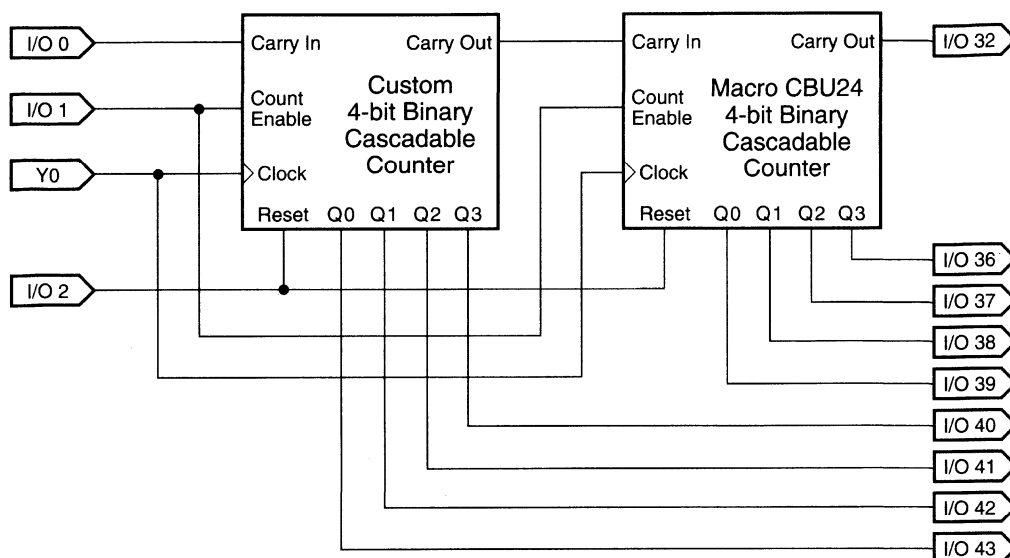 I/O 0
Carry In
Carry Out
Carry In
Carry Out
I/O 32
Custom
4-bit Binary
Cascadable
Counter
Macro CBU24
4-bit Binary
Cascadable
Counter
I/O 1
Count
Enable
Count
Enable
Y0
Clock
Clock
Reset Q0 Q1 Q2 Q3
Reset Q0 Q1 Q2 Q3
I/O 2
I/O 36
I/O 37
I/O 38
I/O 39
I/O 40
I/O 41
I/O 42
I/O 43